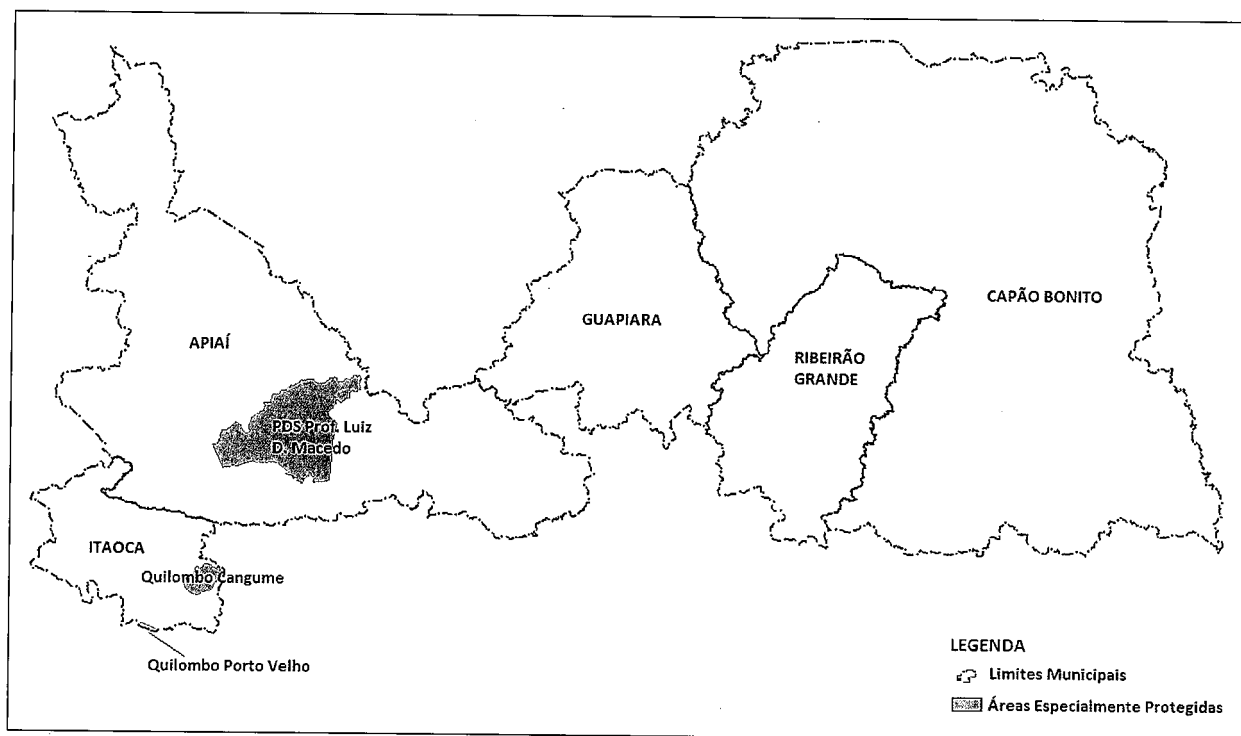 CAPÃO BONITO
GUAPIARA
APIAÍ
RIBEIRÃO
GRANDE
PDS Prof. Luiz
D. Macedo
ITAOCA
Quilombo Cangume
Quilombo Porto Velho
LEGENDA
Limites Municipais
Áreas Especialmente Protegidas